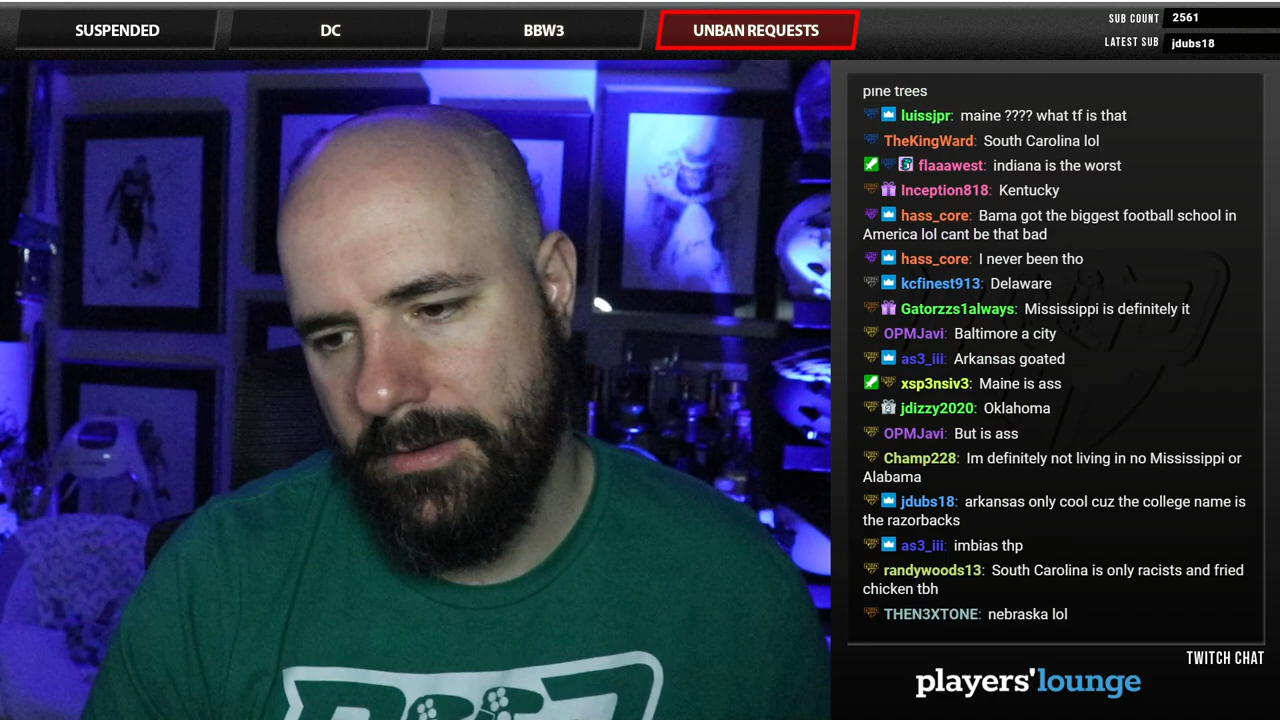 SUSPENDED
DC
BBW3
UNBAN REQUESTS
SUB COUNT 2561
LATEST SUB jdubs18
pine trees
luissjpr: maine ???? what tf is that
TheKingWard: South Carolina lol
flaaawest: indiana is the worst
Inception818: Kentucky
hass_core: Bama got the biggest football school in
America lol cant be that bad
hass_core: I never been tho
kcfinest913: Delaware
Gatorzzs1always: Mississippi is definitely it
OPMJavi: Baltimore a city
as3_iii: Arkansas goated
xsp3nsiv3: Maine is ass
jdizzy2020: Oklahoma
OPMJavi: But is ass
Champ228: Im definitely not living in no Mississippi or
Alabama
jdubs18: arkansas only cool cuz the college name is
the razorbacks
as3_iii: imbias thp
randywoods13: South Carolina is only racists and fried
chicken tbh
THEN3XTONE: nebraska lol
TWITCH CHAT
players'lounge